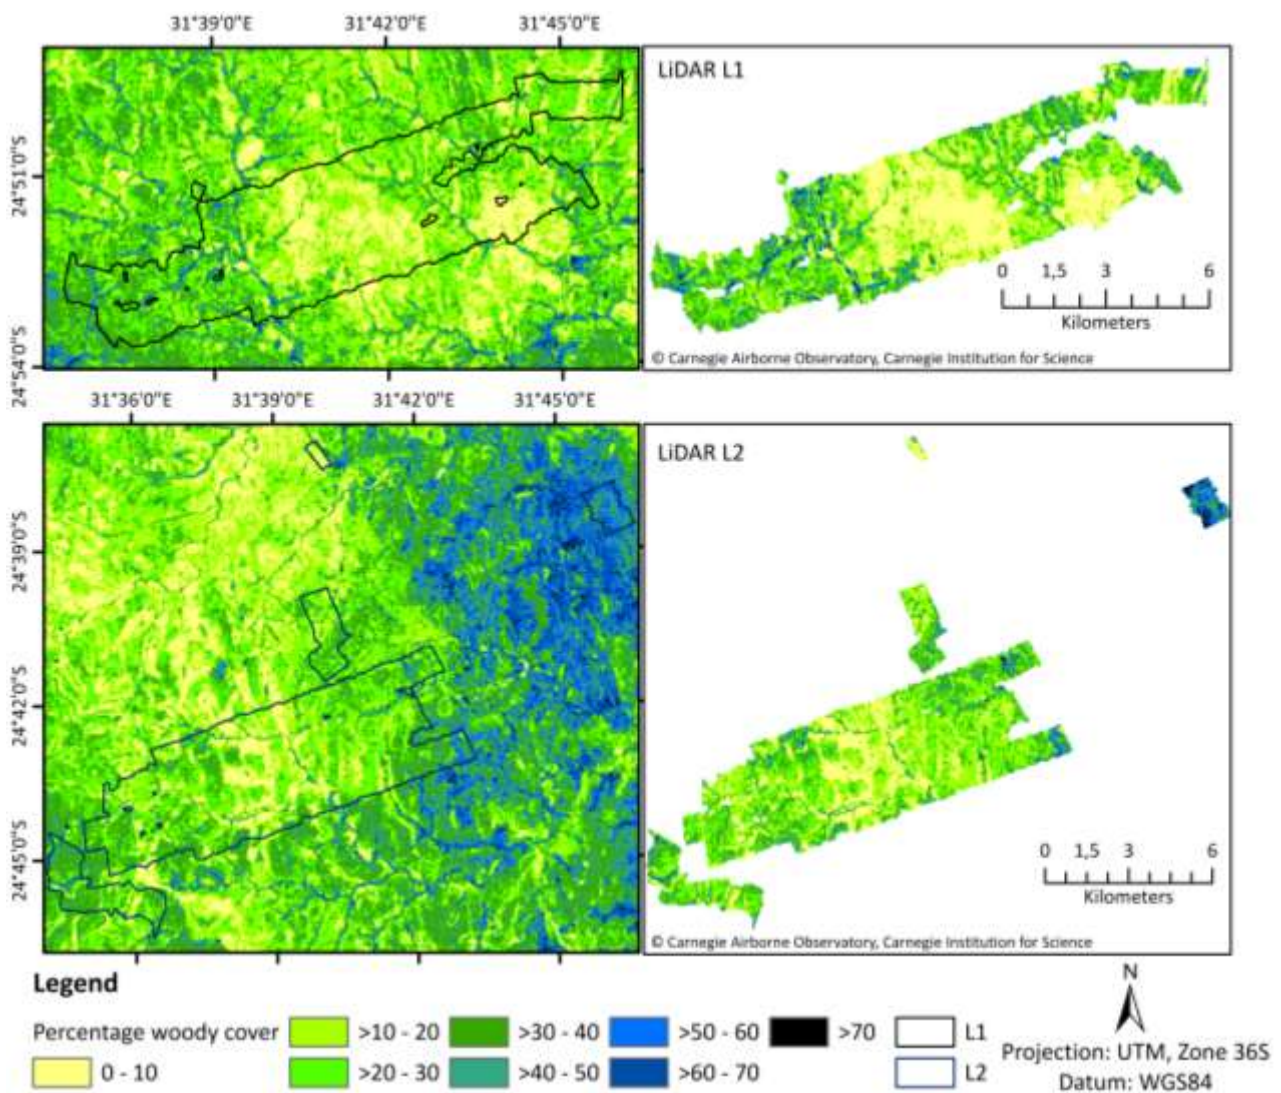 31°39'0"E 31°42'0"E 31°45'0"E
24°51'0"S
24°54'0"S
LiDAR L1
0 1,5 3 6
Kilometers
© Carnegie Airborne Observatory, Carnegie Institution for Science
31°36'0"E 31°39'0"E 31°42'0"E 31°45'0"E
24°39'0"S
24°42'0"S
24°45'0"S
LiDAR L2
0 1,5 3 6
Kilometers
© Carnegie Airborne Observatory, Carnegie Institution for Science
Legend
Percentage woody cover >10 - 20 >30 - 40 >50 - 60 >70 L1
0 - 10 >20 - 30 >40 - 50 >60 - 70 L2
N
Projection: UTM, Zone 36S
Datum: WGS84